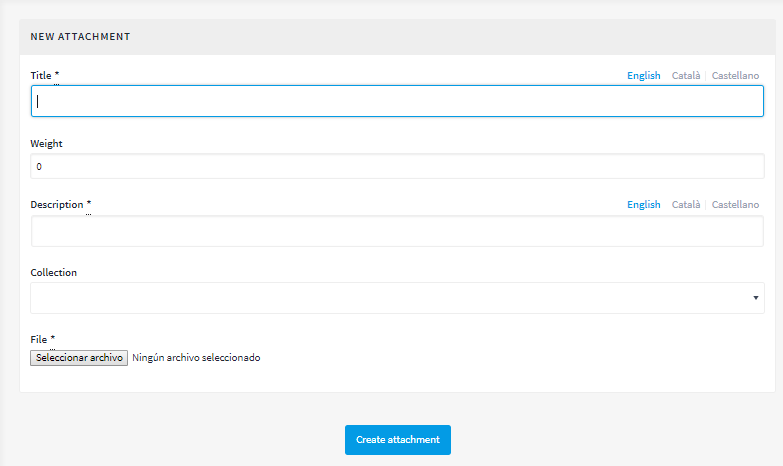 NEW ATTACHMENT
Title * English Català Castellano
Weight
0
Description * English Català Castellano
Collection
File *
Seleccionar archivo Ningún archivo seleccionado
Create attachment